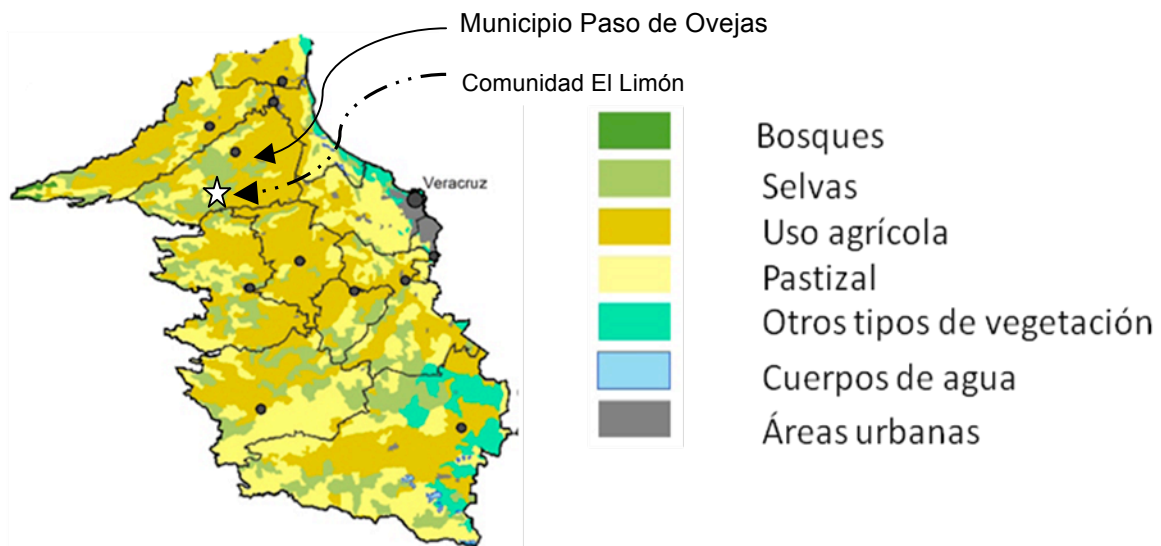 Municipio Paso de Ovejas
Comunidad El Limón
Veracruz
Bosques
Selvas
Uso agrícola
Pastizal
Otros tipos de vegetación
Cuerpos de agua
Áreas urbanas